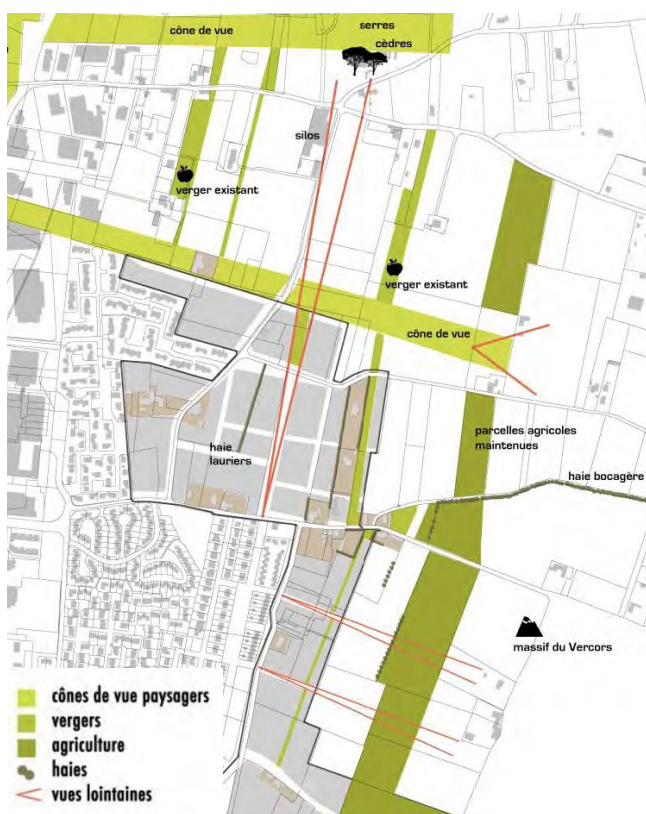 serres
cône de vue
cèdres
silos
verger existant
verger existant
cône de vue
haie
lauriers
parcelles agricoles
maintenues
haie bocagère
massif du Vercors
cônes de vue paysagers
vergers
agriculture
haies
vues lointaines